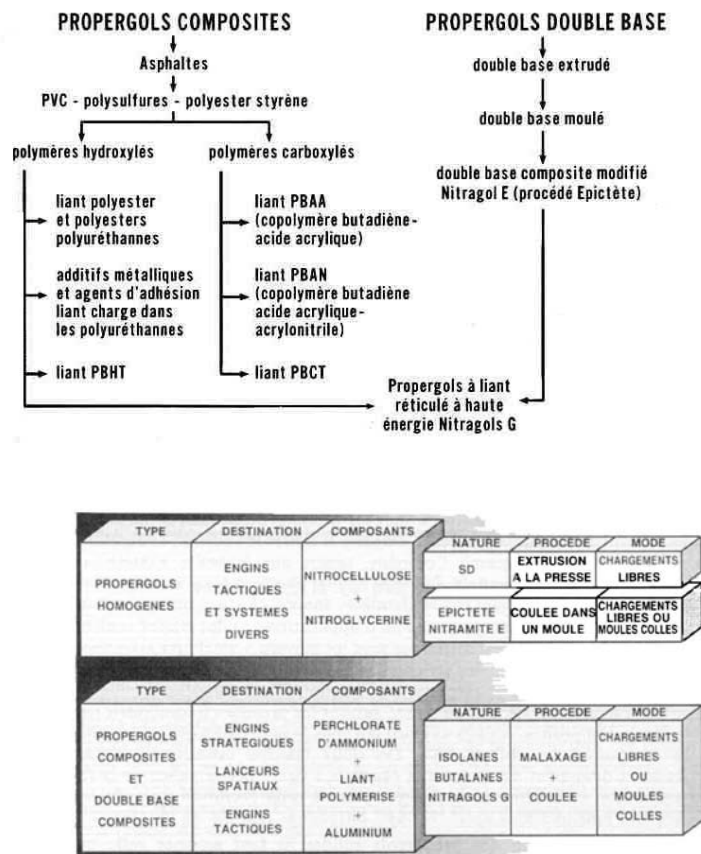 PROPERGOLS COMPOSITES
Asphaltes
PVC - polysulfures - polyester styrène
polymères hydroxylés
polymères carboxylés
liant polyester
et polyesters
polyuréthannes
additifs métalliques
et agents d'adhésion
liant charge dans
les polyuréthannes
liant PBHT
liant PBAA
(copolymère butadiène-
acide acrylique)
liant PBAN
(copolymère butadiène
acide acrylique-
acrylonitrile)
liant PBCT
PROPERGOLS DOUBLE BASE
double base extrudé
double base moulé
double base composite modifié
Nitragol E (procédé Epictète)
Propergols à liant
réticulé à haute
énergie Nitragols G
TYPE
DESTINATION
COMPOSANTS
NATURE
PROCEDE
MODE
PROPERGOLS
HOMOGENES
ENGINS
TACTIQUES
ET SYSTEMES
DIVERS
NITROCELLULOSE
+
NITROGLYCERINE
SD
EXTRUSION
A LA PRESSE
CHARGEMENTS
LIBRES
EPICTETE
NITRAMITE E
COULEE DANS
UN MOULE
CHARGEMENTS
LIBRES OU
MOULES COLLES
TYPE
DESTINATION
COMPOSANTS
NATURE
PROCEDE
MODE
PROPERGOLS
COMPOSITES
ET
DOUBLE BASE
COMPOSITES
ENGINS
STRATEGIQUES
LANCEURS
SPATIAUX
ENGINS
TACTIQUES
PERCHLORATE
D'AMMONIUM
+
LIANT
POLYMERISE
+
ALUMINIUM
ISOLANES
BUTALANES
NITRAGOLS G
MALAXAGE
+
COULEE
CHARGEMENTS
LIBRES
OU
MOULES
COLLES